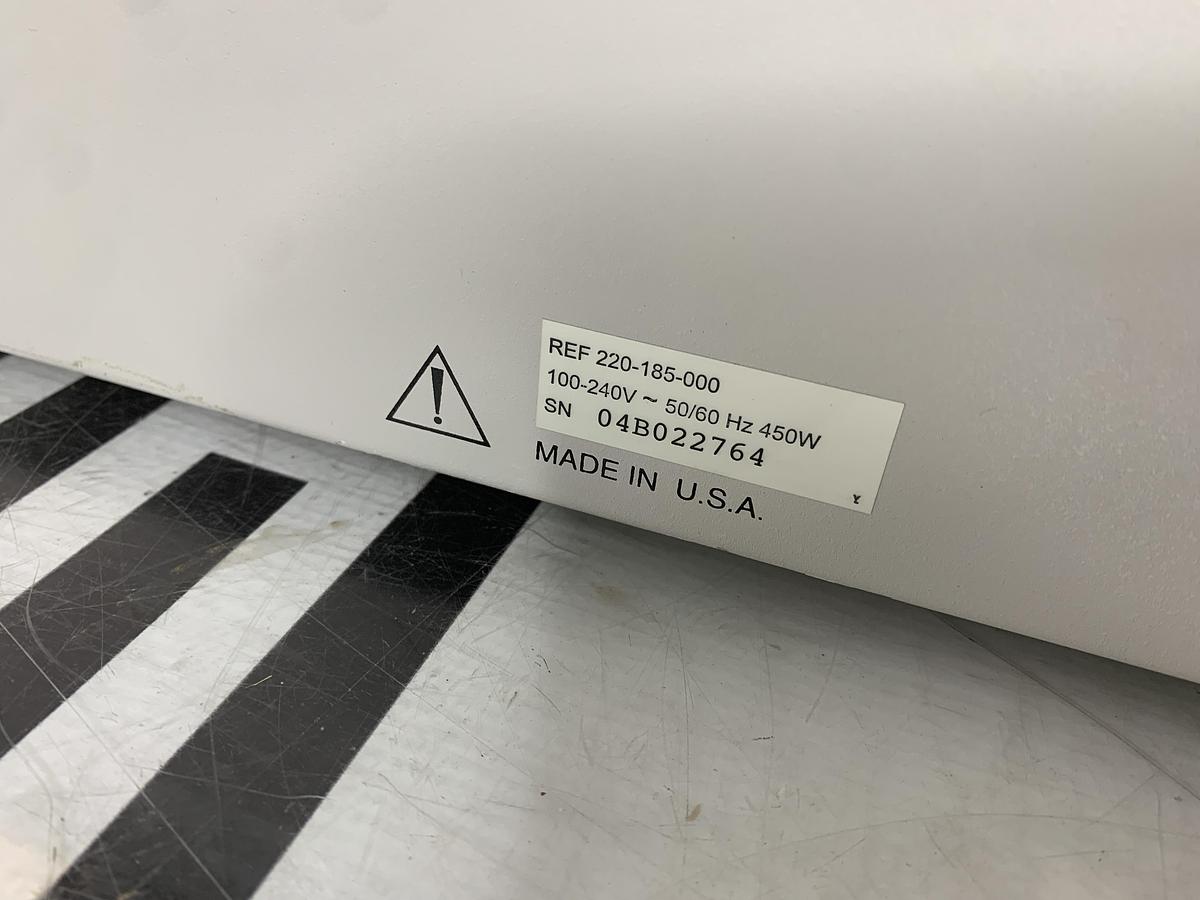 REF 220-185-000
100-240V ~ 50/60 Hz 450W
SN 04B022764
Y
MADE IN U.S.A.